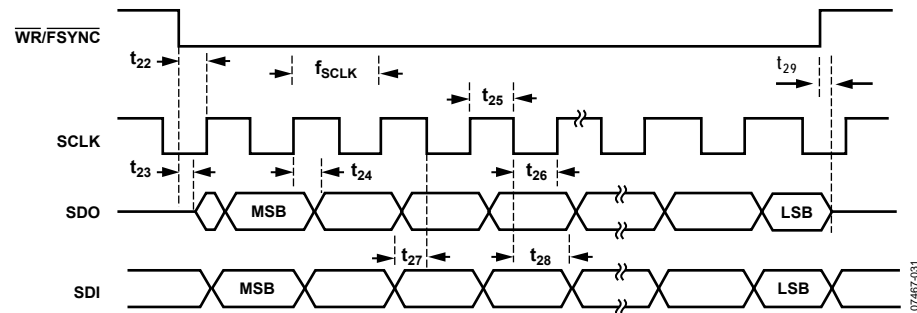 WR/FSYNC
t22
fSCLK
t29
t25
SCLK
t23
t24
t26
SDO
MSB
LSB
t27
t28
SDI
MSB
LSB
07467-031